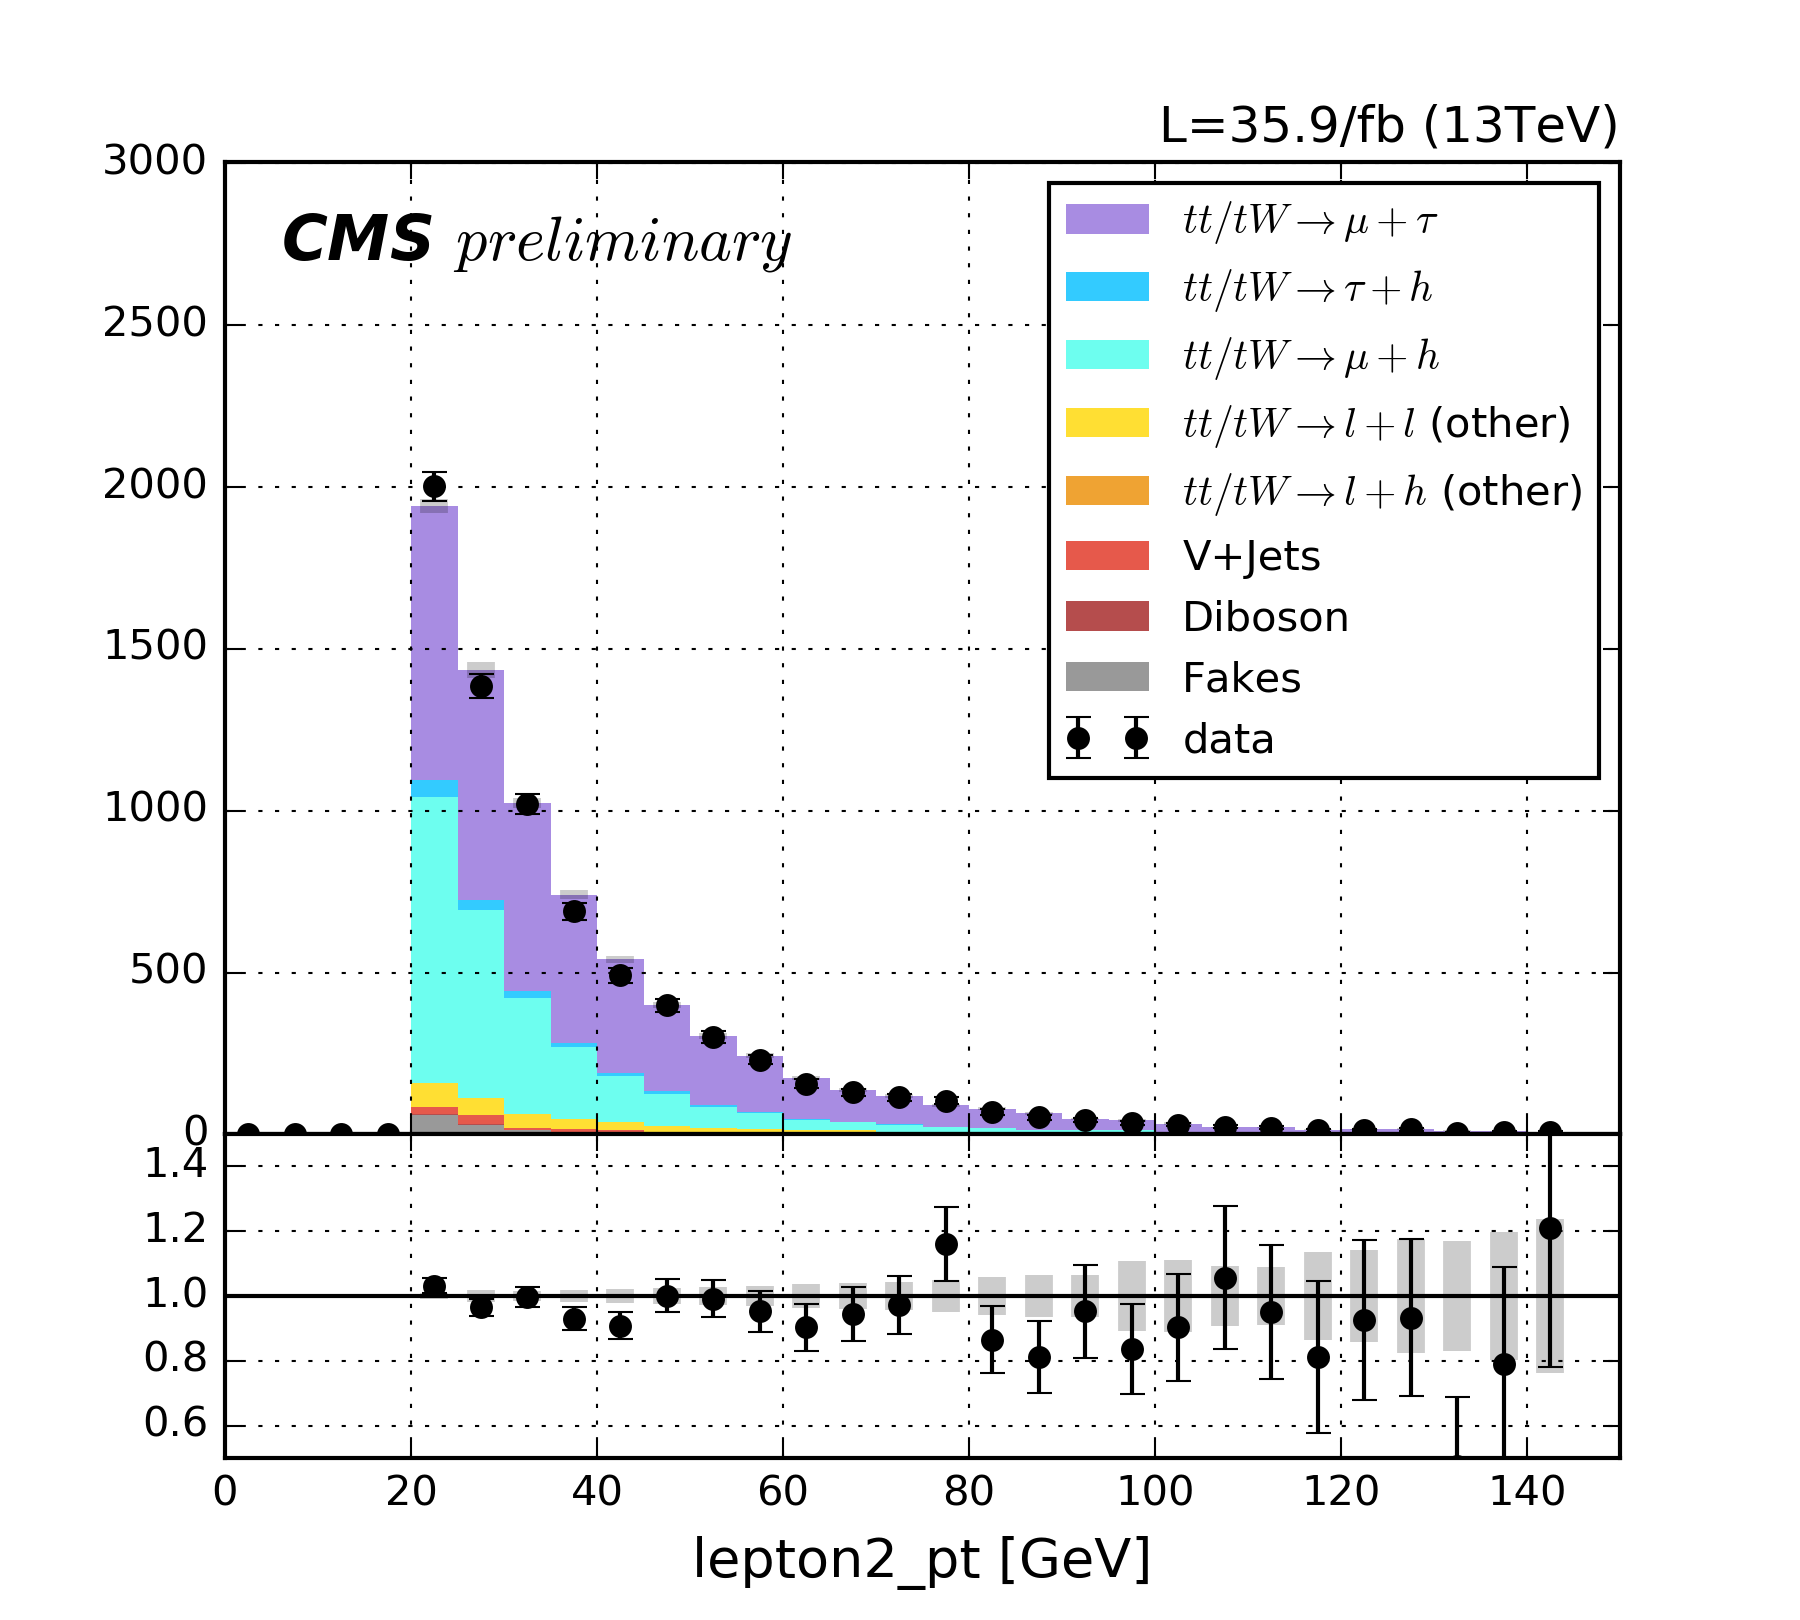 L=35.9/fb (13TeV)
CMS preliminary
3000
2500
2000
1500
1000
500
0
tt/tW → μ + τ
tt/tW → τ + h
tt/tW → μ + h
tt/tW → l + l (other)
tt/tW → l + h (other)
V+Jets
Diboson
Fakes
data
1.4
1.2
1.0
0.8
0.6
0 20 40 60 80 100 120 140
lepton2_pt [GeV]